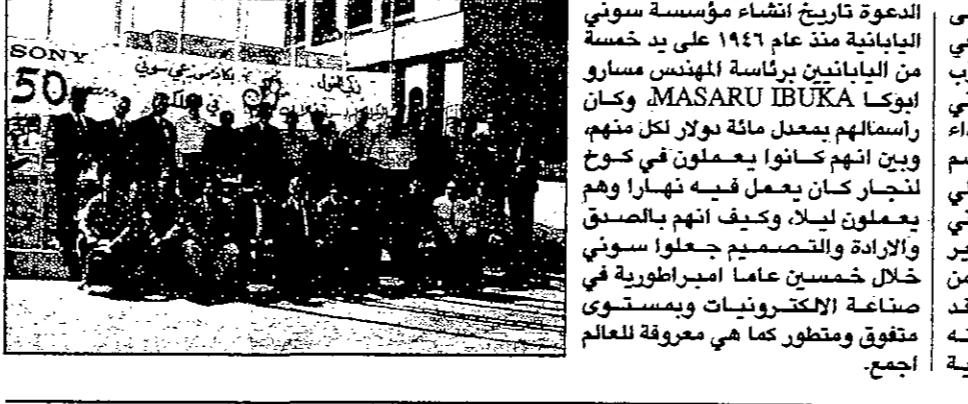 الدعوة تاريخ انشاء مؤسسة سوني
اليابانية منذ عام ١٩٤٦ على يد خمسة
من اليابانيين برئاسة المهندس مسارو
ابوكا MASARU IBUKA، وكان
رأسمالهم بمعدل مائة دولار لكل منهم،
وبين انهم كانوا يعملون في كوخ
لنجار كان يعمل فيه نهارا وهم
يعملون ليلا، وكيف انهم بالصدق
والارادة والتصميم جعلوا سوني
خلال خمسين عاما امبراطورية في
صناعة الالكترونيات وبمستوى
متفوق ومتطور كما هي معروفة للعالم
اجمع.
SONY
50